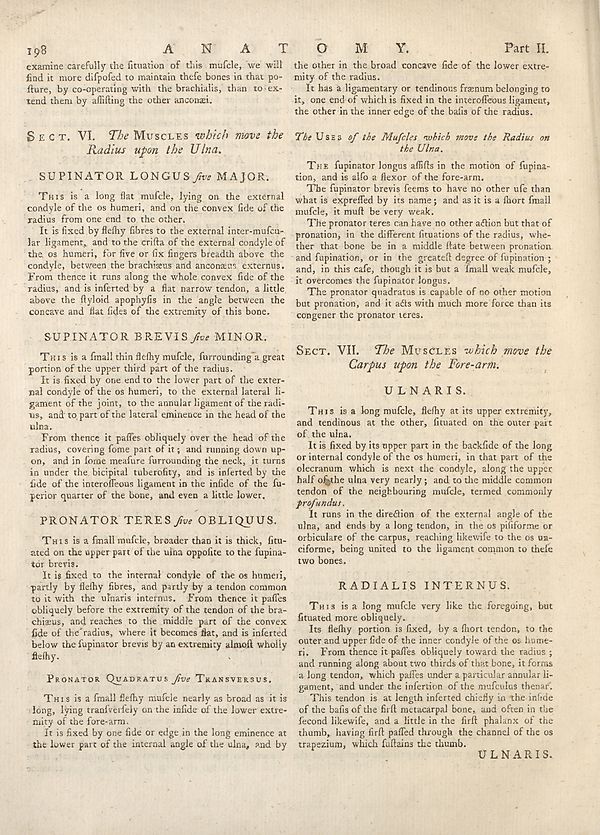 198 A N A T O M Y. Part II.
examine carefully the ſituation of this muſcle, we will
find it more diſpoſed to maintain theſe bones in that po-
ſture, by co-operating with the brachialis, than to ex-
tend them by aſſiſting the other anconæi.
SECT. VI. The MUSCLES which move the
Radius upon the Ulna.
SUPINATOR LONGUS ſive MAJOR.
THIS is a long flat muſcle, lying on the external
condyle of the os humeri, and on the convex ſide of the
radius from one end to the other.
It is fixed by fleſhy fibres to the external inter-muſcu-
lar ligament, and to the criſta of the external condyle of
the os humeri, for five or ſix fingers breadth above the
condyle, between the brachiæus and anconæus externus.
From thence it runs along the whole convex ſide of the
radius, and is inſerted by a flat narrow tendon, a little
above the ſtyloid apophyſis in the angle between the
concave and flat ſides of the extremity of this bone.
SUPINATOR BREVIS ſive MINOR.
THIS is a ſmall thin fleſhy muſcle, ſurrounding a great
portion of the upper third part of the radius.
It is fixed by one end to the lower part of the exter-
nal condyle of the os humeri, to the external lateral li-
gament of the joint, to the annular ligament of the radi-
us, and to part of the lateral eminence in the head of the
ulna.
From thence it paſſes obliquely over the head of the
radius, covering ſome part of it; and running down up-
on, and in ſome meaſure ſurrounding the neck, it turns
in under the bicipital tuberoſity, and is inſerted by the
ſide of the interoſſeous ligament in the inſide of the ſu-
perior quarter of the bone, and even a little lower.
PRONATOR TERES ſive OBLIQUUS.
THIS is a ſmall muſcle, broader than it is thick, ſitu-
ated on the upper part of the ulna oppoſite to the ſupina-
tor brevis.
It is fixed to the internal condyle of the os humeri,
partly by fleſhy fibres, and partly by a tendon common
to it with the ulnaris internus. From thence it paſſes
obliquely before the extremity of the tendon of the bra-
chiæus, and reaches to the middle part of the convex
ſide of the radius, where it becomes flat, and is inſerted
below the ſupinator brevis by an extremity almoſt wholly
fleſhy.
PRONATOR QUADRATUS ſive TRANSVERSUS.
THIS is a ſmall fleſhy muſcle nearly as broad as it is
long, lying tranſverſely on the inſide of the lower extre-
mity of the fore-arm.
It is fixed by one ſide or edge in the long eminence at
the lower part of the internal angle of the ulna, and by
the other in the broad concave ſide of the lower extre-
mity of the radius.
It has a ligamentary or tendinous frænum belonging to
it, one end of which is fixed in the interoſſeous ligament,
the other in the inner edge of the baſis of the radius.
The USES of the Muſcles which move the Radius on
the Ulna.
THE ſupinator longus aſſiſts in the motion of ſupina-
tion, and is alſo a flexor of the fore-arm.
The ſupinator brevis ſeems to have no other uſe than
what is expreſſed by its name; and as it is a ſhort ſmall
muſcle, it muſt be very weak.
The pronator teres can have no other action but that of
pronation, in the different ſituations of the radius, whe-
ther that bone be in a middle ſtate between pronation
and ſupination, or in the greateſt degree of ſupination;
and, in this caſe, though it is but a ſmall weak muſcle,
it overcomes the ſupinator longus.
The pronator quadratus is capable of no other motion
but pronation, and it acts with much more force than its
congener the pronator teres.
SECT. VII. The MUSCLES which move the
Carpus upon the Fore-arm.
ULNARIS.
THIS is a long muſcle, fleſhy at its upper extremity,
and tendinous at the other, ſituated on the outer part
of the ulna.
It is fixed by its upper part in the backſide of the long
or internal condyle of the os humeri, in that part of the
olecranum which is next the condyle, along the upper
half of the ulna very nearly; and to the middle common
tendon of the neighbouring muſcle, termed commonly
profundus.
It runs in the direction of the external angle of the
ulna, and ends by a long tendon, in the os piſiforme or
orbiculare of the carpus, reaching likewiſe to the os un-
ciforme, being united to the ligament common to theſe
two bones.
RADIALIS INTERNUS.
THIS is a long muſcle very like the foregoing, but
ſituated more obliquely.
Its fleſhy portion is fixed, by a ſhort tendon, to the
outer and upper ſide of the inner condyle of the os hume-
ri. From thence it paſſes obliquely toward the radius;
and running along about two thirds of that bone, it forms
a long tendon, which paſſes under a particular annular li-
gament, and under the inſertion of the muſculus thenar.
This tendon is at length inſerted chiefly in the inſide
of the baſis of the firſt metacarpal bone, and often in the
ſecond likewiſe, and a little in the firſt phalanx of the
thumb, having firſt paſſed through the channel of the os
trapezium, which ſuſtains the thumb.
ULNARIS.